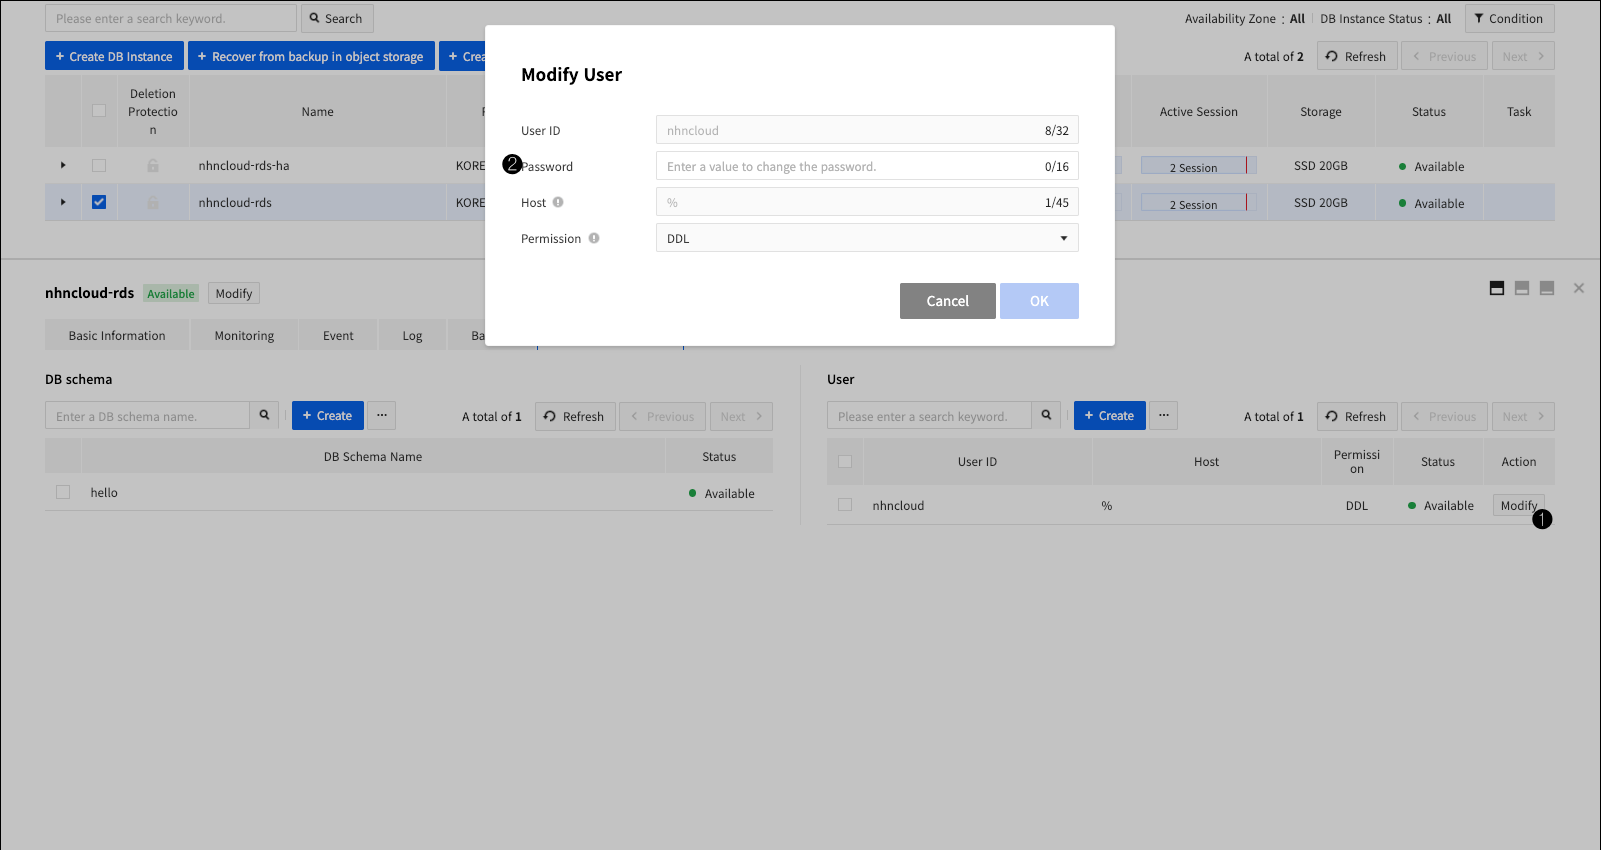 Please enter a search keyword.
Search
Availability Zone : All
DB Instance Status : All
Condition
+ Create DB Instance
+ Recover from backup in object storage
+ Crea
A total of 2
Refresh
Previous
Next
Deletion
Protectio
n
Name
Active Session
Storage
Status
Task
nhncloud-rds-ha
KORE
2 Session
SSD 20GB
Available
nhncloud-rds
KORE
2 Session
SSD 20GB
Available
Modify User
User ID
nhncloud
8/32
2
Password
Enter a value to change the password.
0/16
Host
%
1/45
Permission
DDL
Cancel
OK
nhncloud-rds
Available
Modify
Basic Information
Monitoring
Event
Log
Ba
DB schema
Enter a DB schema name.
+ Create
...
A total of 1
Refresh
Previous
Next
DB Schema Name
Status
hello
Available
User
Please enter a search keyword.
+ Create
...
A total of 1
Refresh
Previous
Next
User ID
Host
Permissi
on
Status
Action
nhncloud
%
DDL
Available
Modify
1